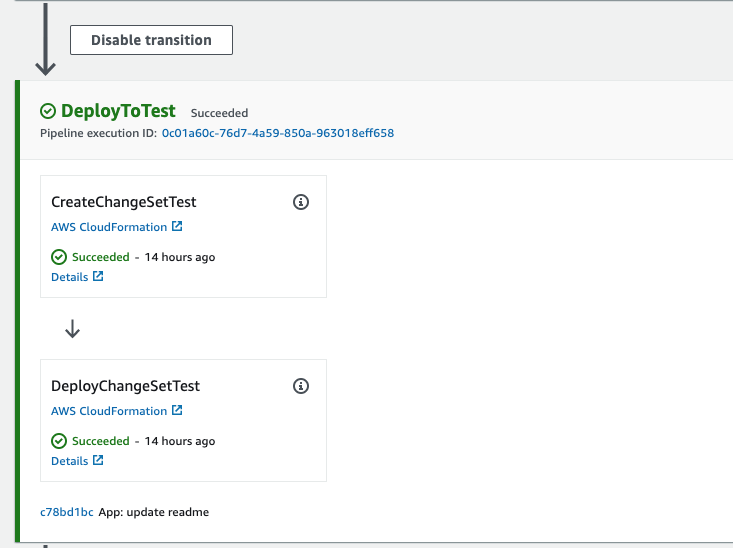 Disable transition
DeployToTest Succeeded
Pipeline execution ID: 0c01a60c-76d7-4a59-850a-963018eff658
CreateChangeSetTest
AWS CloudFormation
Succeeded - 14 hours ago
Details
DeployChangeSetTest
AWS CloudFormation
Succeeded - 14 hours ago
Details
c78bd1bc App: update readme